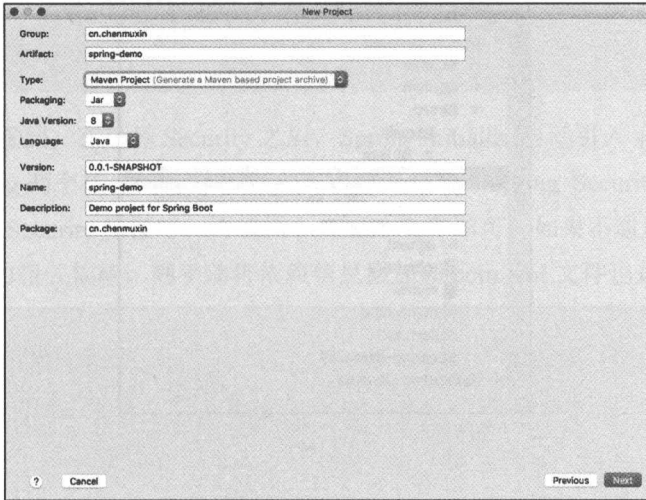 New Project
Group: cn.chenmuxin
Artifact: spring-demo
Type: Maven Project (Generate a Maven based project archive)
Packaging: Jar
Java Version: 8
Language: Java
Version: 0.0.1-SNAPSHOT
Name: spring-demo
Description: Demo project for Spring Boot
Package: cn.chenmuxin
? Cancel Previous Next